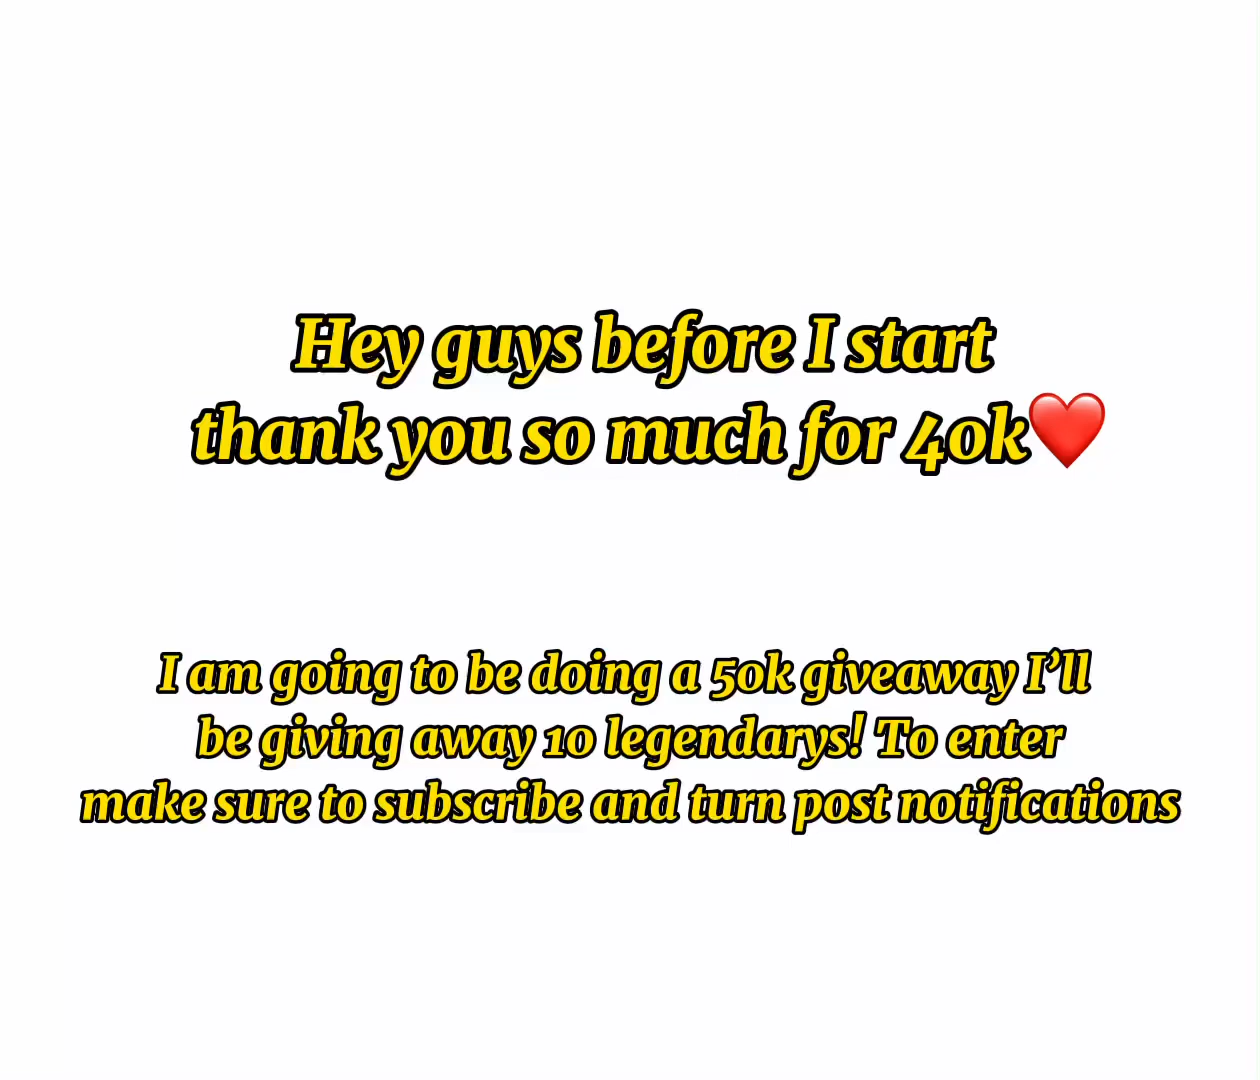 Hey guys before I start
thank you so much for 40k❤️
I am going to be doing a 50k giveaway I’ll
be giving away 10 legendarys! To enter
make sure to subscribe and turn post notifications